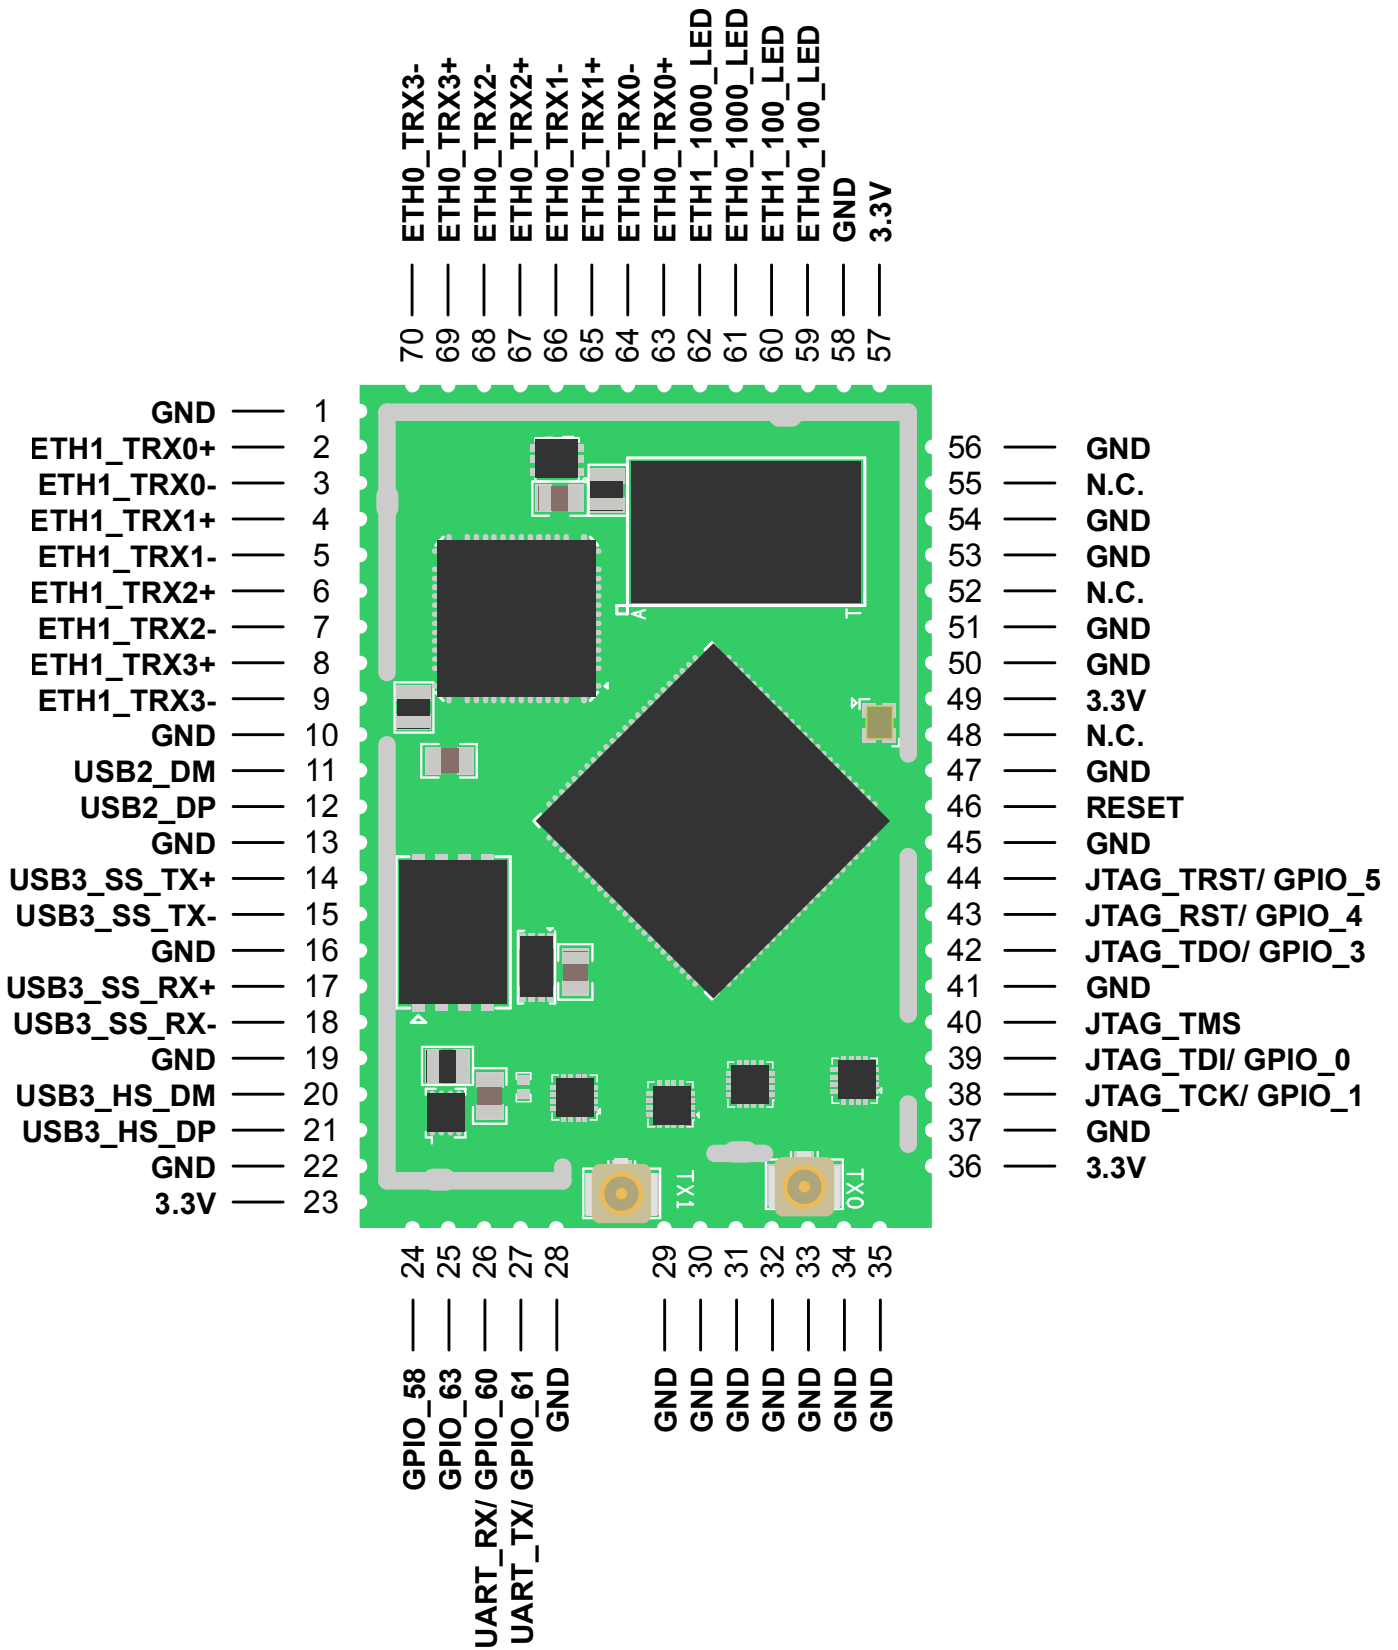 ETH0_TRX3-
ETH0_TRX3+
ETH0_TRX2-
ETH0_TRX2+
ETH0_TRX1-
ETH0_TRX1+
ETH0_TRX0-
ETH0_TRX0+
ETH1_1000_LED
ETH0_1000_LED
ETH1_100_LED
ETH0_100_LED
GND
3.3V
70
69
68
67
66
65
64
63
62
61
60
59
58
57
GND 1
ETH1_TRX0+ 2
ETH1_TRX0- 3
ETH1_TRX1+ 4
ETH1_TRX1- 5
ETH1_TRX2+ 6
ETH1_TRX2- 7
ETH1_TRX3+ 8
ETH1_TRX3- 9
GND 10
USB2_DM 11
USB2_DP 12
GND 13
USB3_SS_TX+ 14
USB3_SS_TX- 15
GND 16
USB3_SS_RX+ 17
USB3_SS_RX- 18
GND 19
USB3_HS_DM 20
USB3_HS_DP 21
GND 22
3.3V 23
A
T
TX1
TX0
56 GND
55 N.C.
54 GND
53 GND
52 N.C.
51 GND
50 GND
49 3.3V
48 N.C.
47 GND
46 RESET
45 GND
44 JTAG_TRST/ GPIO_5
43 JTAG_RST/ GPIO_4
42 JTAG_TDO/ GPIO_3
41 GND
40 JTAG_TMS
39 JTAG_TDI/ GPIO_0
38 JTAG_TCK/ GPIO_1
37 GND
36 3.3V
24
25
26
27
28
29
30
31
32
33
34
35
GPIO_58
GPIO_63
UART_RX/ GPIO_60
UART_TX/ GPIO_61
GND
GND
GND
GND
GND
GND
GND
GND